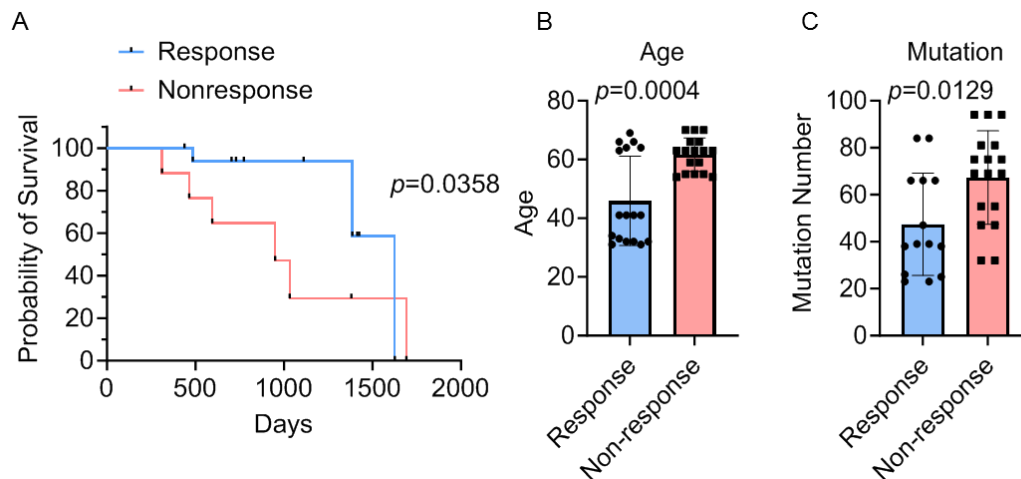 A
Response
Nonresponse
Probability of Survival
100
80
60
40
20
0
p=0.0358
0
500
1000
1500
2000
Days
B
Age
p=0.0004
Age
80
60
40
20
0
Response
Non-response
C
Mutation
p=0.0129
Mutation Number
100
80
60
40
20
0
Response
Non-response